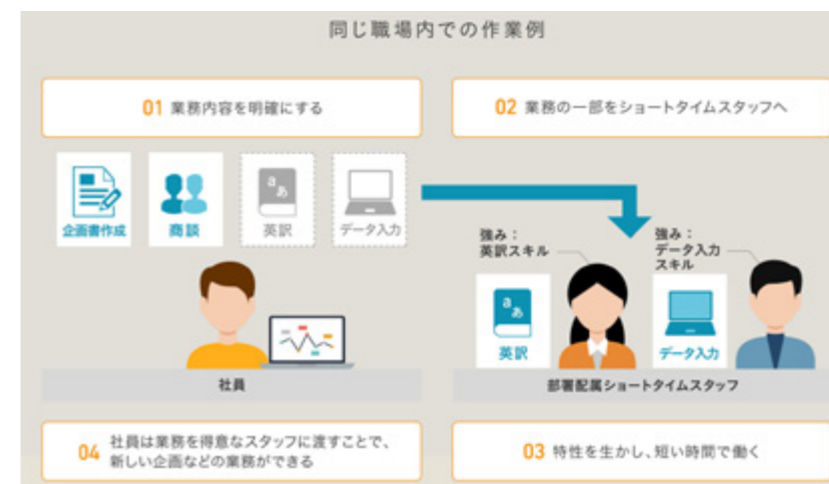 同じ職場内での作業例
01 業務内容を明確にする
02 業務の一部をショートタイムスタッフへ
企画書作成
商談
aあ
英訳
データ入力
強み：
英訳スキル
強み：
データ入力
スキル
aあ
英訳
データ入力
社員
部署配属ショートタイムスタッフ
04 社員は業務を得意なスタッフに渡すことで、
新しい企画などの業務ができる
03 特性を生かし、短い時間で働く